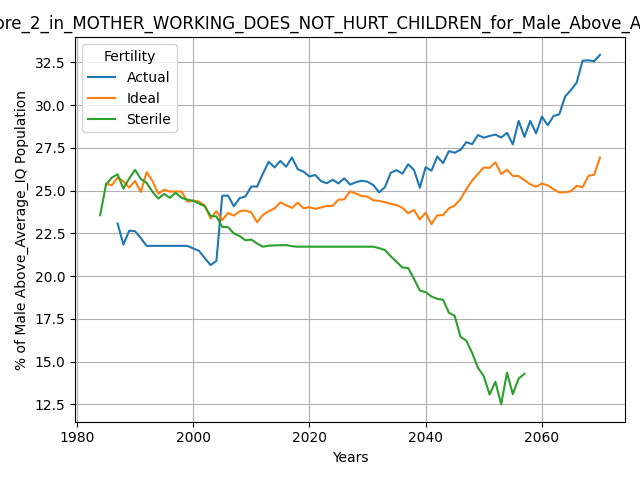 ore_2_in_MOTHER_WORKING_DOES_NOT_HURT_CHILDREN_for_Male_Above_A
Fertility
Actual
Ideal
Sterile
% of Male Above_Average_IQ Population
32.5
30.0
27.5
25.0
22.5
20.0
17.5
15.0
12.5
1980 2000 2020 2040 2060
Years